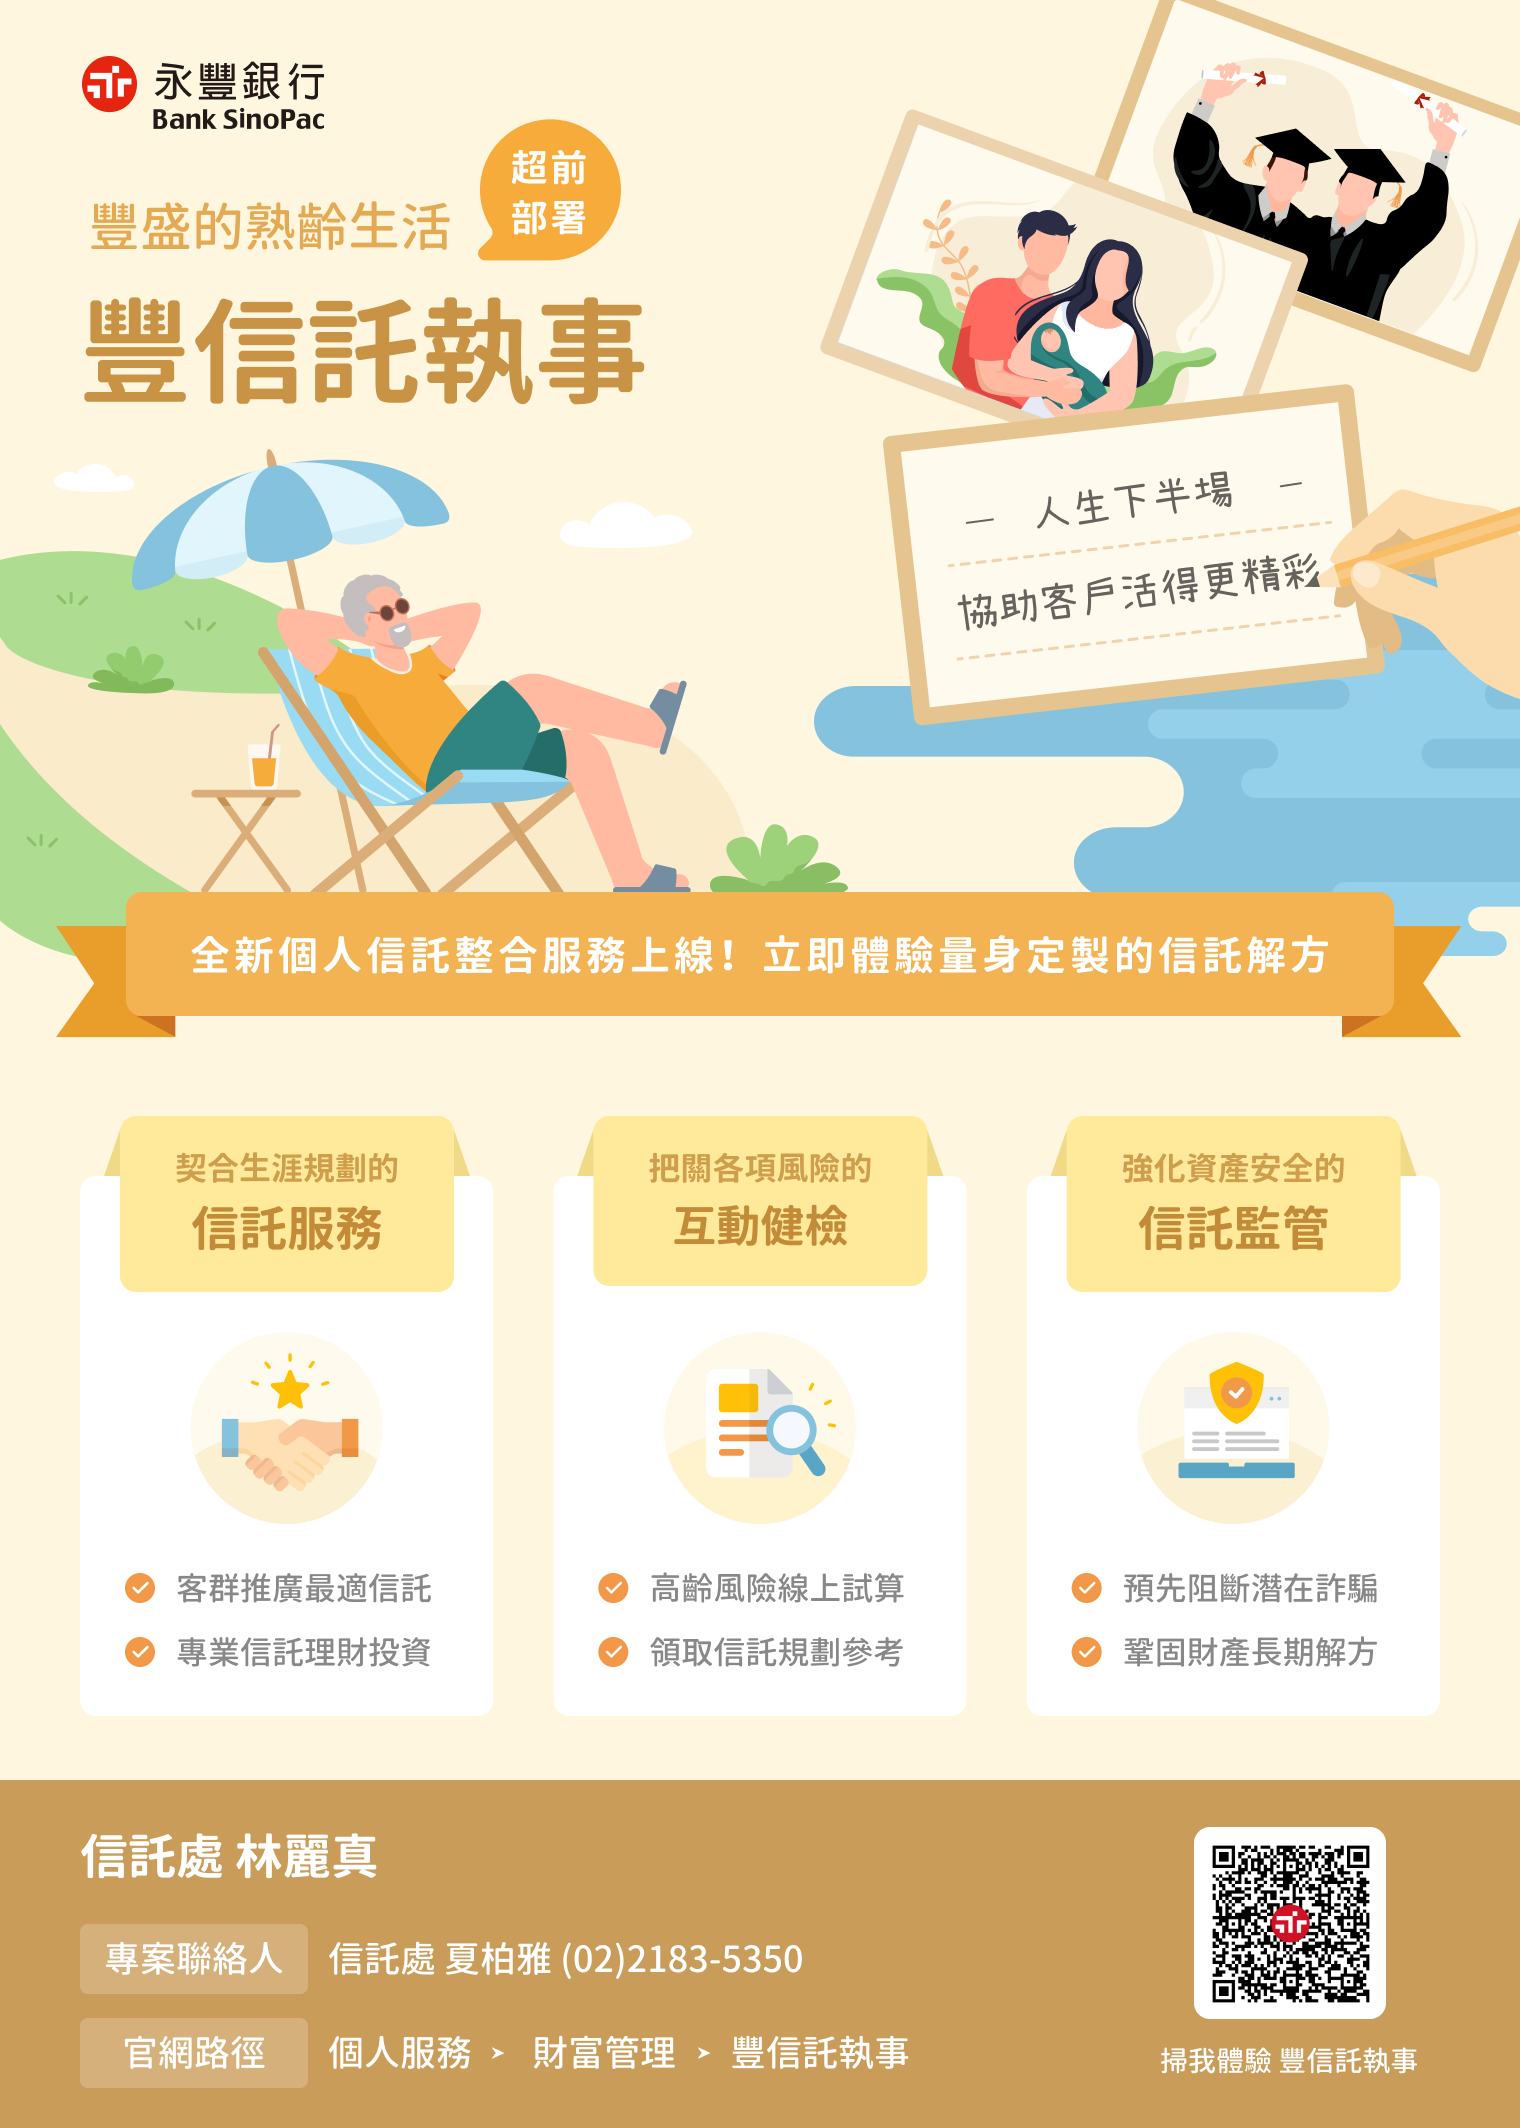 永豐銀行
Bank SinoPac
豐盛的熟齡生活
超前
部署
豐信託執事
— 人生下半場 —
協助客戶活得更精彩
全新個人信託整合服務上線！立即體驗量身定製的信託解方
契合生涯規劃的
信託服務
客群推廣最適信託
專業信託理財投資
把關各項風險的
互動健檢
高齡風險線上試算
領取信託規劃參考
強化資產安全的
信託監管
預先阻斷潛在詐騙
鞏固財產長期解方
信託處 林麗真
專案聯絡人 信託處 夏柏雅 (02)2183-5350
官網路徑 個人服務 ➤ 財富管理 ➤ 豐信託執事
掃我體驗 豐信託執事